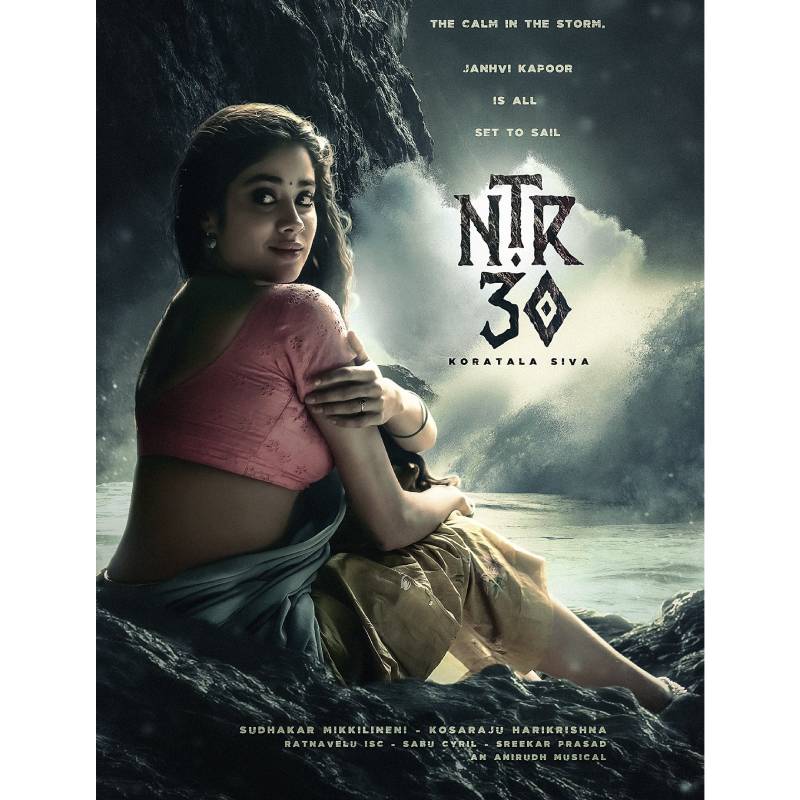 THE CALM IN THE STORM.
JANHVI KAPOOR
IS ALL
SET TO SAIL
NTR
30
KORATALA SIVA
SUDHAKAR MIKKILINENI - KOSARAJU HARIKRISHNA
RATNAVELU ISC - SABU CYRIL - SREEKAR PRASAD
AN ANIRUDH MUSICAL